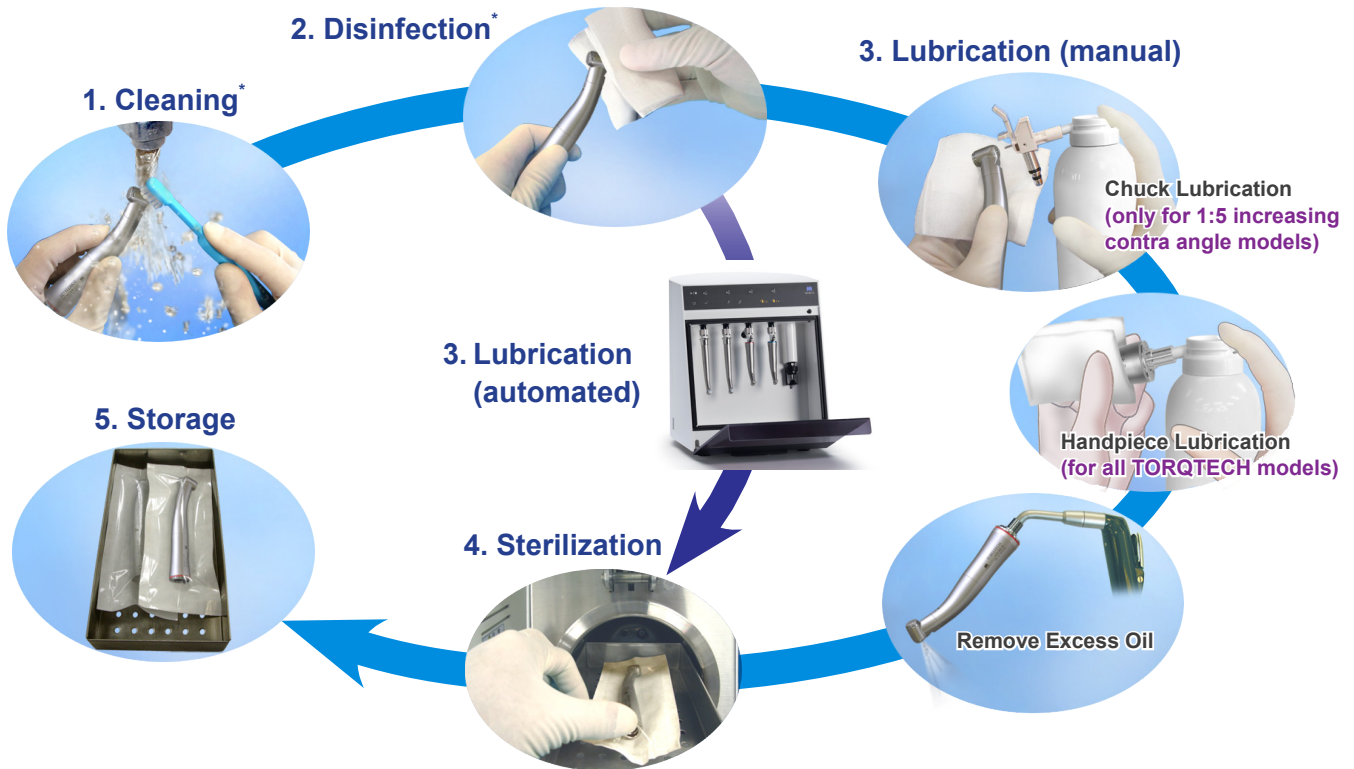 1. Cleaning*
2. Disinfection*
3. Lubrication (manual)
Chuck Lubrication
(only for 1:5 increasing
contra angle models)
Handpiece Lubrication
(for all TORQTECH models)
Remove Excess Oil
3. Lubrication
(automated)
4. Sterilization
5. Storage